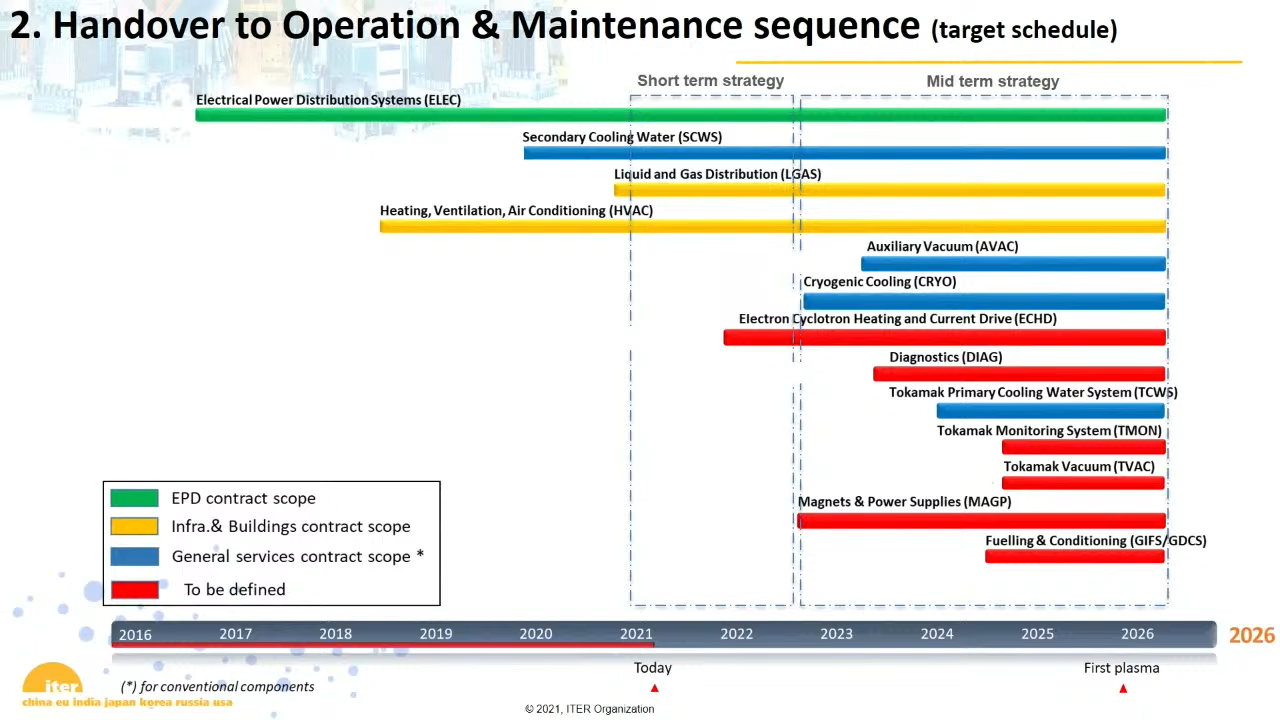 2. Handover to Operation & Maintenance sequence (target schedule)
Short term strategy
Mid term strategy
Electrical Power Distribution Systems (ELEC)
Secondary Cooling Water (SCWS)
Liquid and Gas Distribution (LGAS)
Heating, Ventilation, Air Conditioning (HVAC)
Auxiliary Vacuum (AVAC)
Cryogenic Cooling (CRYO)
Electron Cyclotron Heating and Current Drive (ECHD)
Diagnostics (DIAG)
Tokamak Primary Cooling Water System (TCWS)
Tokamak Monitoring System (TMON)
Tokamak Vacuum (TVAC)
Magnets & Power Supplies (MAGP)
Fuelling & Conditioning (GIFS/GDCS)
EPD contract scope
Infra.& Buildings contract scope
General services contract scope *
To be defined
2016 2017 2018 2019 2020 2021 2022 2023 2024 2025 2026 2026
Today
First plasma
(*) for conventional components
iter
china eu india japan korea russia usa
© 2021, ITER Organization